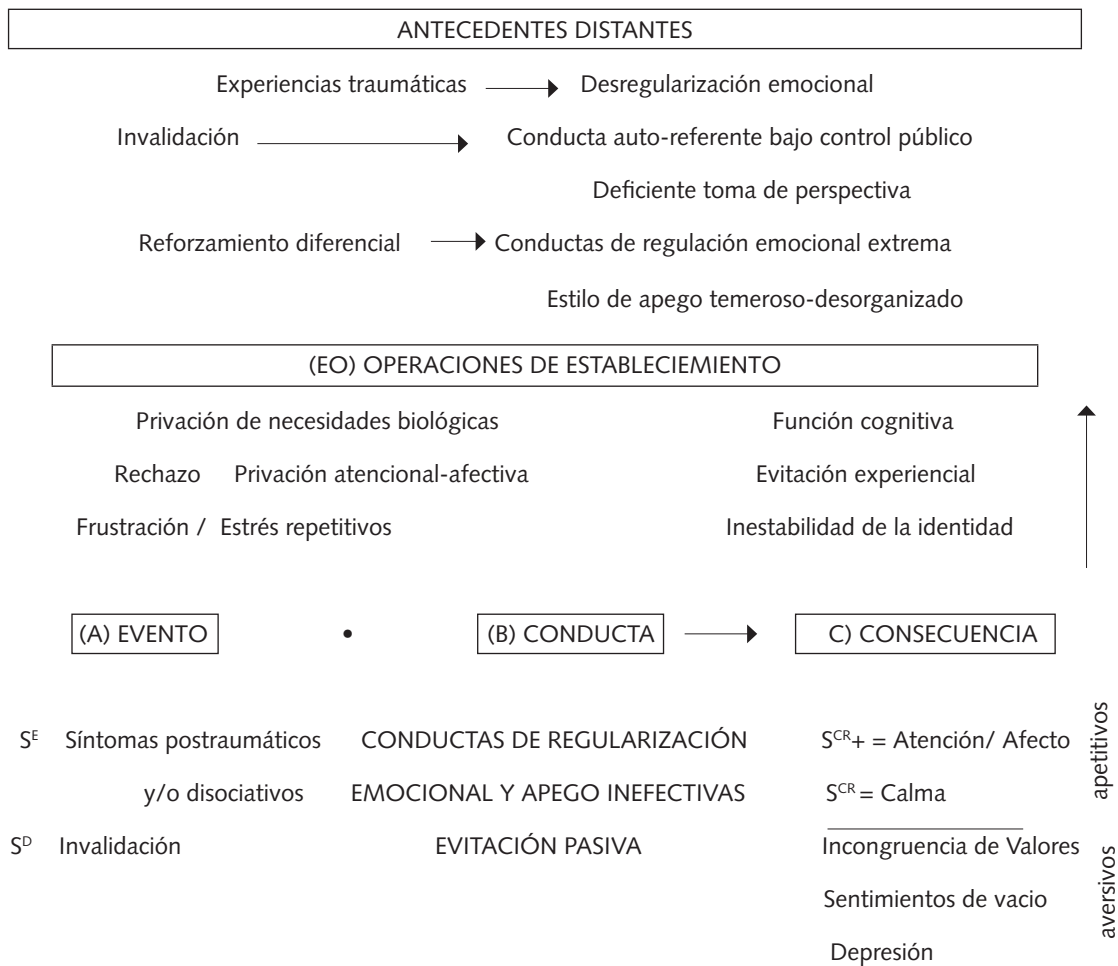 ANTECEDENTES DISTANTES
Experiencias traumáticas Desregularización emocional
Invalidación Conducta auto-referente bajo control público
Deficiente toma de perspectiva
Reforzamiento diferencial Conductas de regulación emocional extrema
Estilo de apego temeroso-desorganizado
(EO) OPERACIONES DE ESTABLECIEMIENTO
Privación de necesidades biológicas Función cognitiva
Rechazo Privación atencional-afectiva Evitación experiencial
Frustración / Estrés repetitivos Inestabilidad de la identidad
(A) EVENTO • (B) CONDUCTA C) CONSECUENCIA
S^E Síntomas postraumáticos CONDUCTAS DE REGULARIZACIÓN S^CR+ = Atención/ Afecto
y/o disociativos EMOCIONAL Y APEGO INEFECTIVAS S^CR = Calma
apetitivos
S^D Invalidación EVITACIÓN PASIVA Incongruencia de Valores
Sentimientos de vacio
Depresión
aversivos